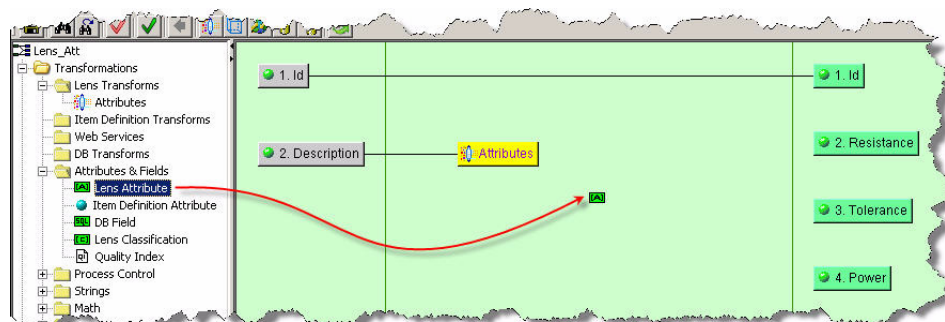 Lens_Att
Transformations
Lens Transforms
Attributes
Item Definition Transforms
Web Services
DB Transforms
Attributes & Fields
Lens Attribute
Item Definition Attribute
DB Field
Lens Classification
Quality Index
Process Control
Strings
Math
1. Id
2. Description
Attributes
1. Id
2. Resistance
3. Tolerance
4. Power